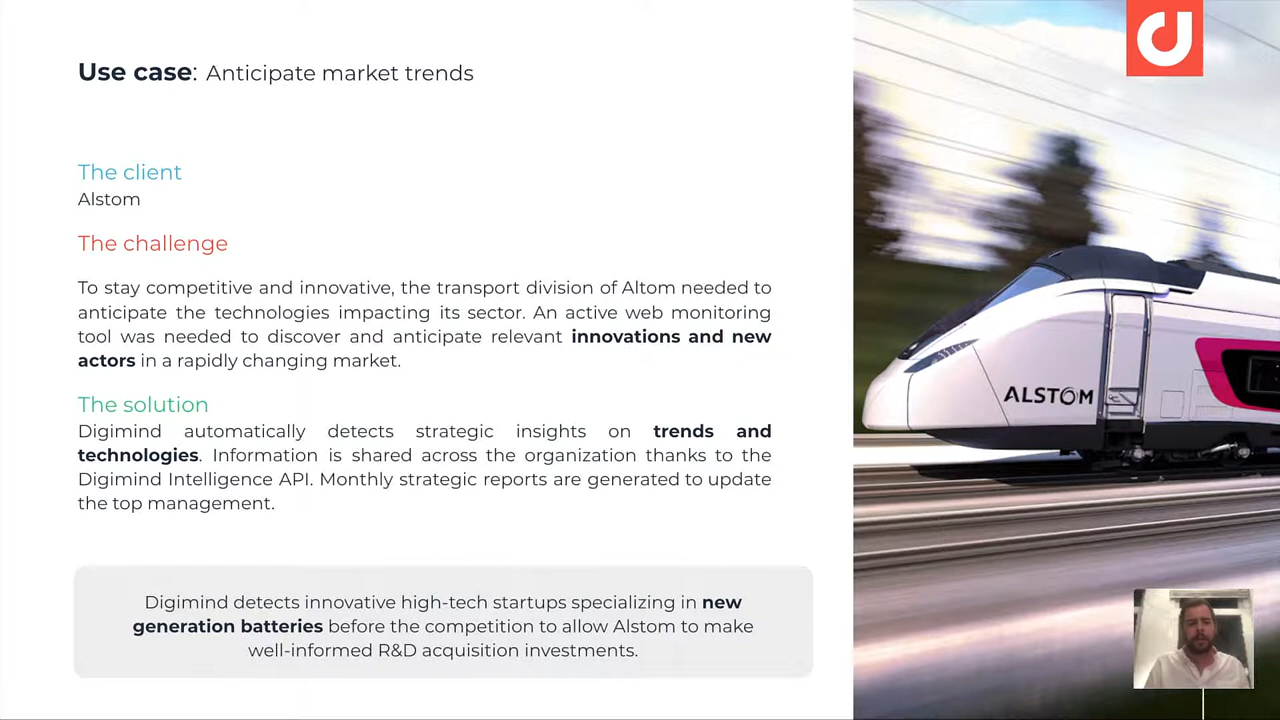 Use case: Anticipate market trends
The client
Alstom
The challenge
To stay competitive and innovative, the transport division of Altom needed to
anticipate the technologies impacting its sector. An active web monitoring
tool was needed to discover and anticipate relevant innovations and new
actors in a rapidly changing market.
The solution
Digimind automatically detects strategic insights on trends and
technologies. Information is shared across the organization thanks to the
Digimind Intelligence API. Monthly strategic reports are generated to update
the top management.
Digimind detects innovative high-tech startups specializing in new
generation batteries before the competition to allow Alstom to make
well-informed R&D acquisition investments.
ALSTOM